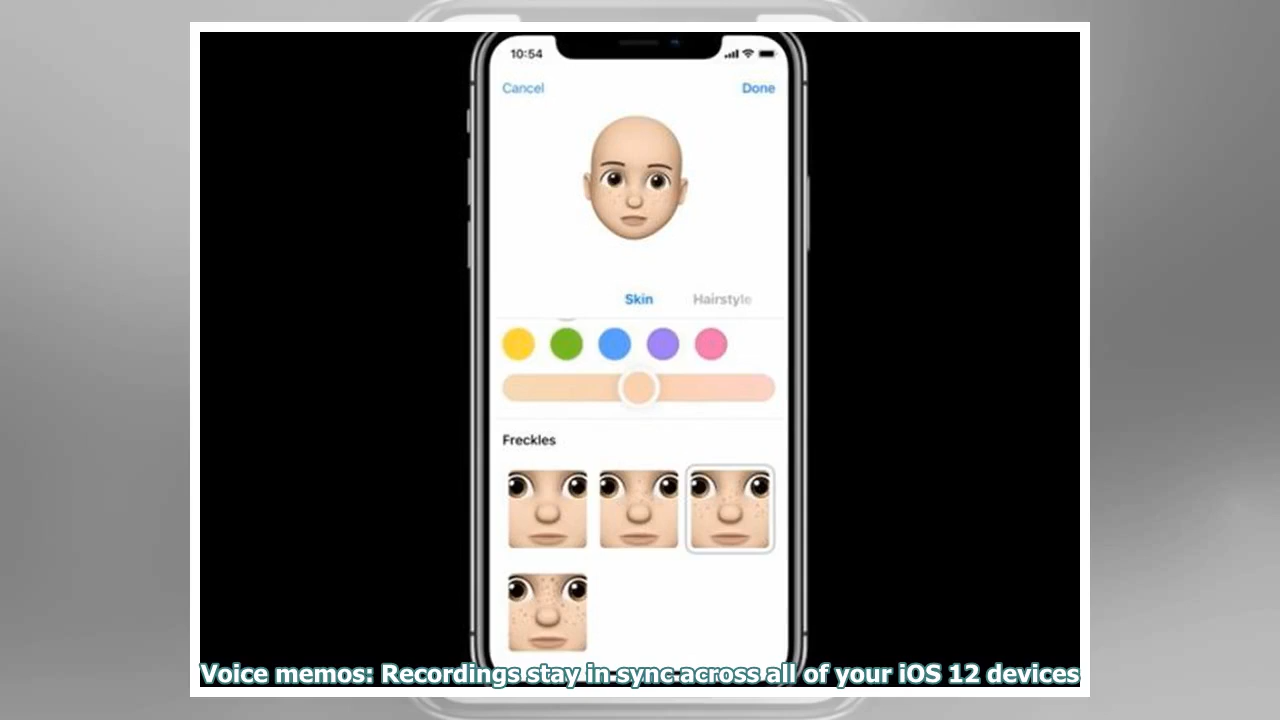 10:54
Cancel Done
Skin Hairstyle
Freckles
Voice memos: Recordings stay in sync across all of your iOS 12 devices